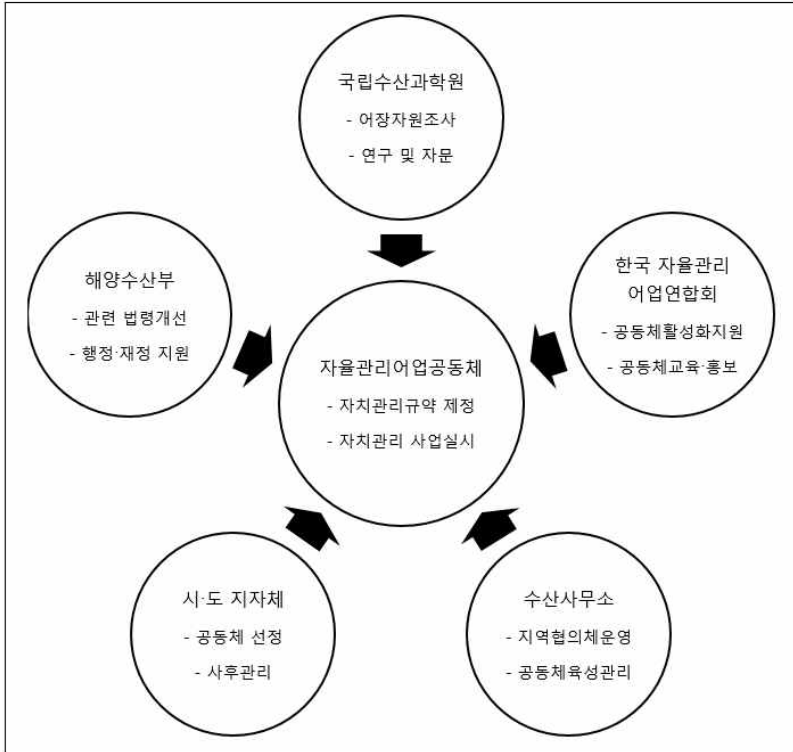 국립수산과학원
- 어장자원조사
- 연구 및 자문
해양수산부
- 관련 법령개선
- 행정·재정 지원
한국 자율관리
어업연합회
- 공동체활성화지원
- 공동체교육·홍보
자율관리어업공동체
- 자치관리규약 제정
- 자치관리 사업실시
시·도 지자체
- 공동체 선정
- 사후관리
수산사무소
- 지역협의체운영
- 공동체육성관리